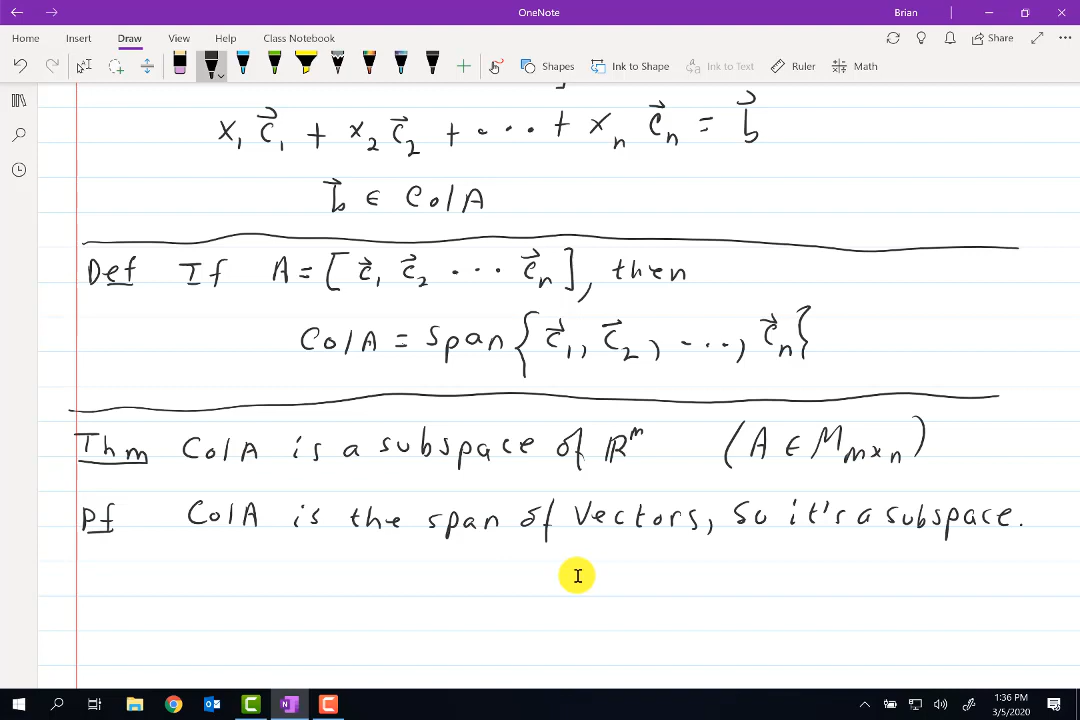 OneNote
Brian
Home Insert Draw View Help Class Notebook
Share
Shapes Ink to Shape Ink to Text Ruler Math
x₁ c⃗₁ + x₂ c⃗₂ + ··· + xₙ c⃗ₙ = b⃗
b⃗ ∈ Col A
Def If A = [c⃗₁ c⃗₂ ··· c⃗ₙ], then
Col A = Span{c⃗₁, c⃗₂, ..., c⃗ₙ}
Thm Col A is a subspace of ℝᵐ (A ∈ Mₘₓₙ)
Pf Col A is the span of Vectors, so it's a subspace.
1:36 PM
3/5/2020